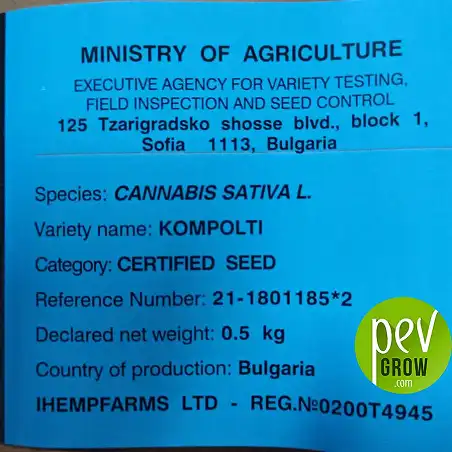 MINISTRY OF AGRICULTURE
EXECUTIVE AGENCY FOR VARIETY TESTING,
FIELD INSPECTION AND SEED CONTROL
125 Tzarigradsko shosse blvd., block 1,
Sofia 1113, Bulgaria
Species: CANNABIS SATIVA L.
Variety name: KOMPOLTI
Category: CERTIFIED SEED
Reference Number: 21-1801185*2
Declared net weight: 0.5 kg
Country of production: Bulgaria
IHEMPFARMS LTD - REG.№0200T4945
pev
GROW
.com